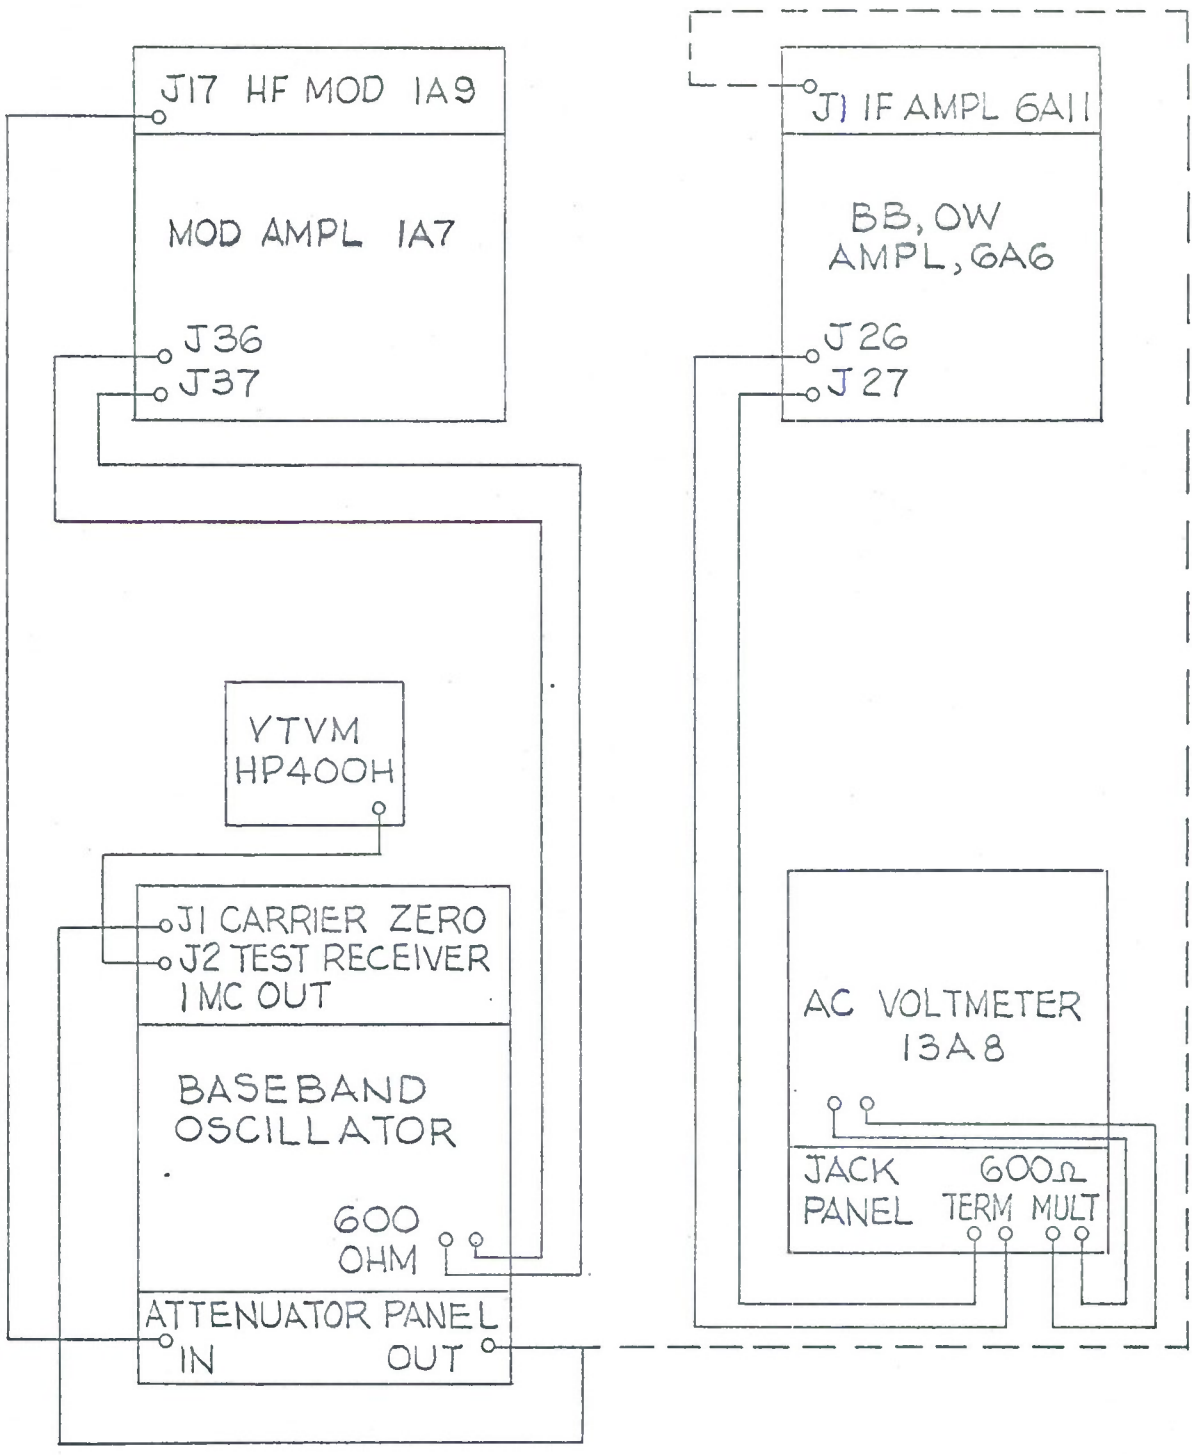 J17 HF MOD 1A9
MOD AMPL 1A7
J36
J37
J1 IF AMPL 6A11
BB, OW
AMPL, 6A6
J26
J27
VTVM
HP400H
J1 CARRIER ZERO
J2 TEST RECEIVER
1 MC OUT
BASEBAND
OSCILLATOR
600
OHM
ATTENUATOR PANEL
IN OUT
AC VOLTMETER
13A8
JACK 600Ω
PANEL TERM MULT